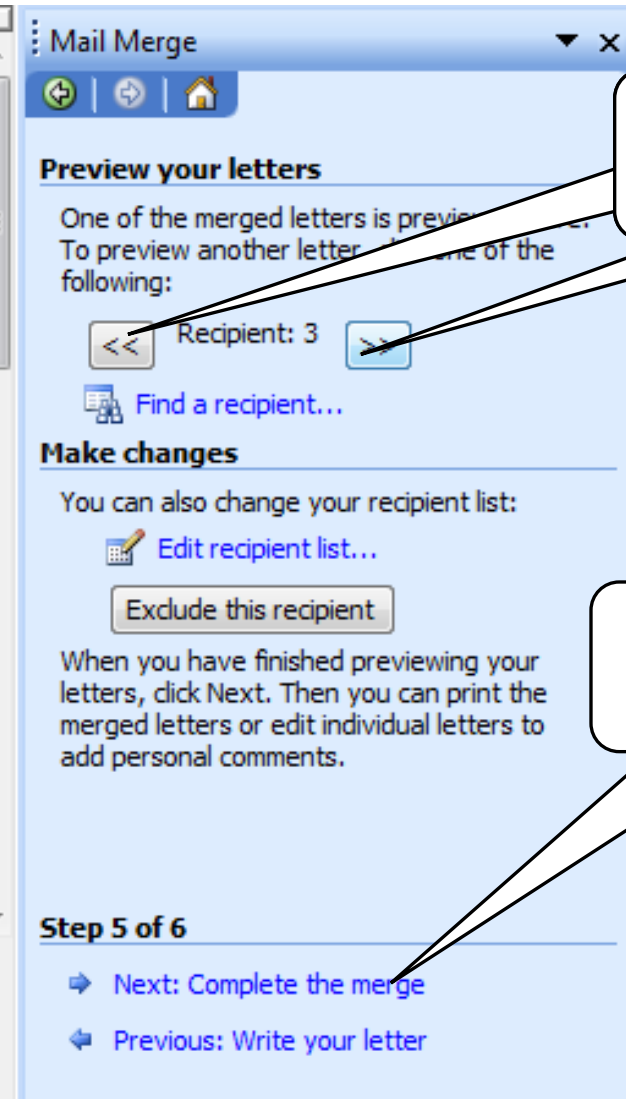 Mail Merge
Preview your letters
One of the merged letters is previe
To preview another letter, one of the
following:
<< Recipient: 3 >>
Find a recipient...
Make changes
You can also change your recipient list:
Edit recipient list...
Exclude this recipient
When you have finished previewing your
letters, click Next. Then you can print the
merged letters or edit individual letters to
add personal comments.
Step 5 of 6
Next: Complete the merge
Previous: Write your letter